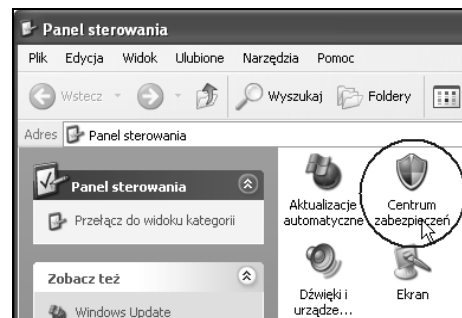 Panel sterowania
Plik Edycja Widok Ulubione Narzędzia Pomoc
Wstecz Wyszukaj Foldery
Adres Panel sterowania
Panel sterowania
Przełącz do widoku kategorii
Zobacz też
Windows Update
Aktualizacje automatyczne
Centrum zabezpieczeń
Dźwięki i urządze...
Ekran